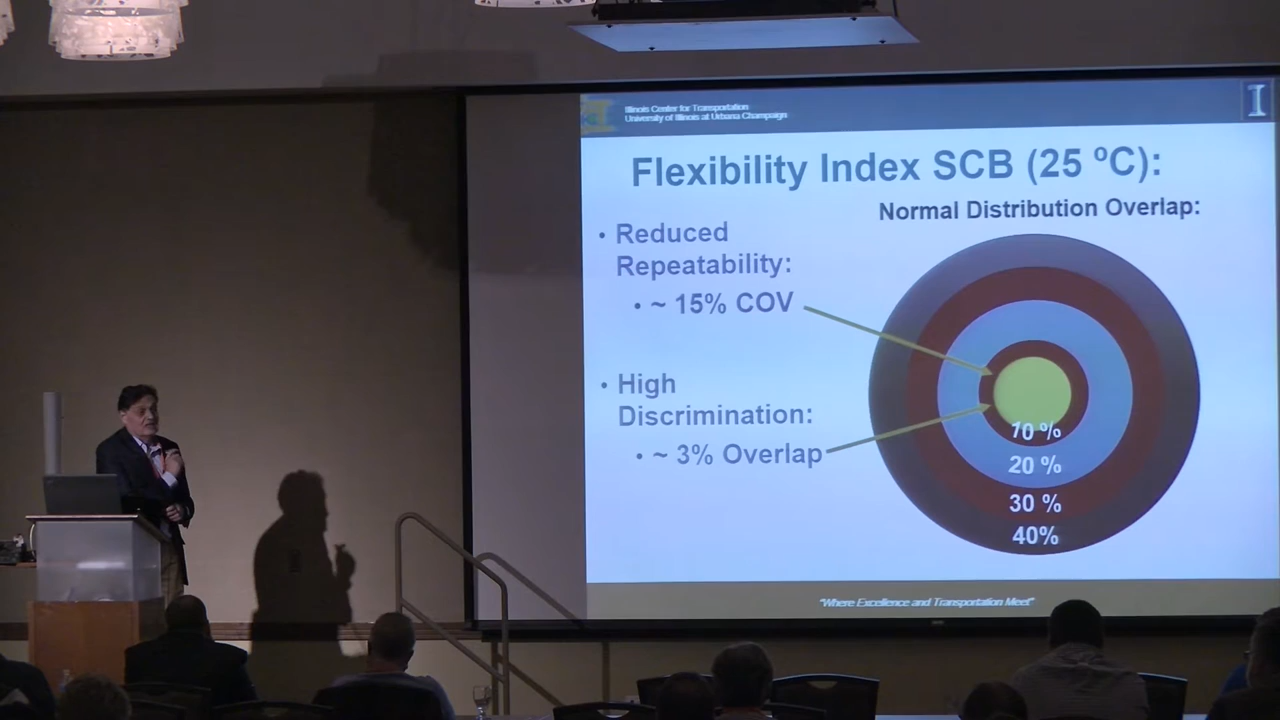 Illinois Center for Transportation
University of Illinois at Urbana Champaign
I
Flexibility Index SCB (25 ºC):
Normal Distribution Overlap:
• Reduced
Repeatability:
• ~ 15% COV
• High
Discrimination:
• ~ 3% Overlap
10 %
20 %
30 %
40%
"Where Excellence and Transportation Meet"